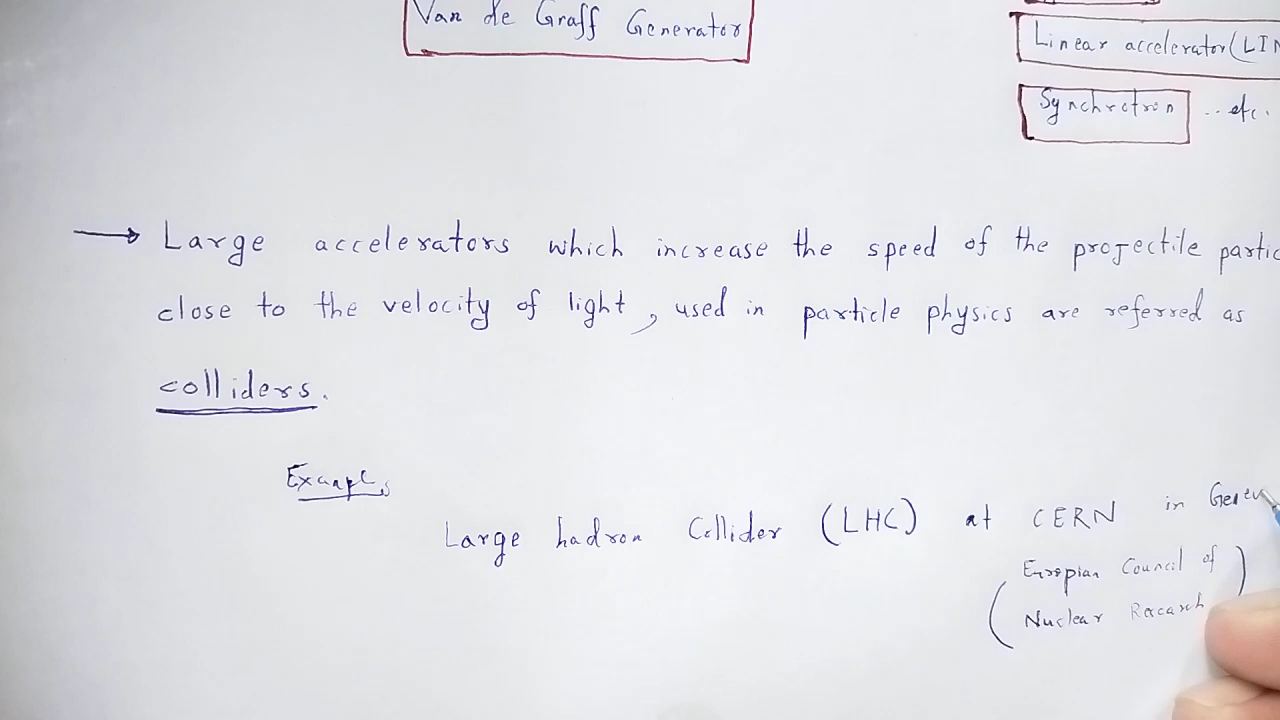 Van de Graff Generator
Linear accelerator (LIN
Synchrotron ... etc.
→ Large accelerators which increase the speed of the projectile partic
close to the velocity of light, used in particle physics are referred as
colliders.
Example,
Large hadron Collider (LHC) at CERN in Genev
(Europian Council of
Nuclear Research)